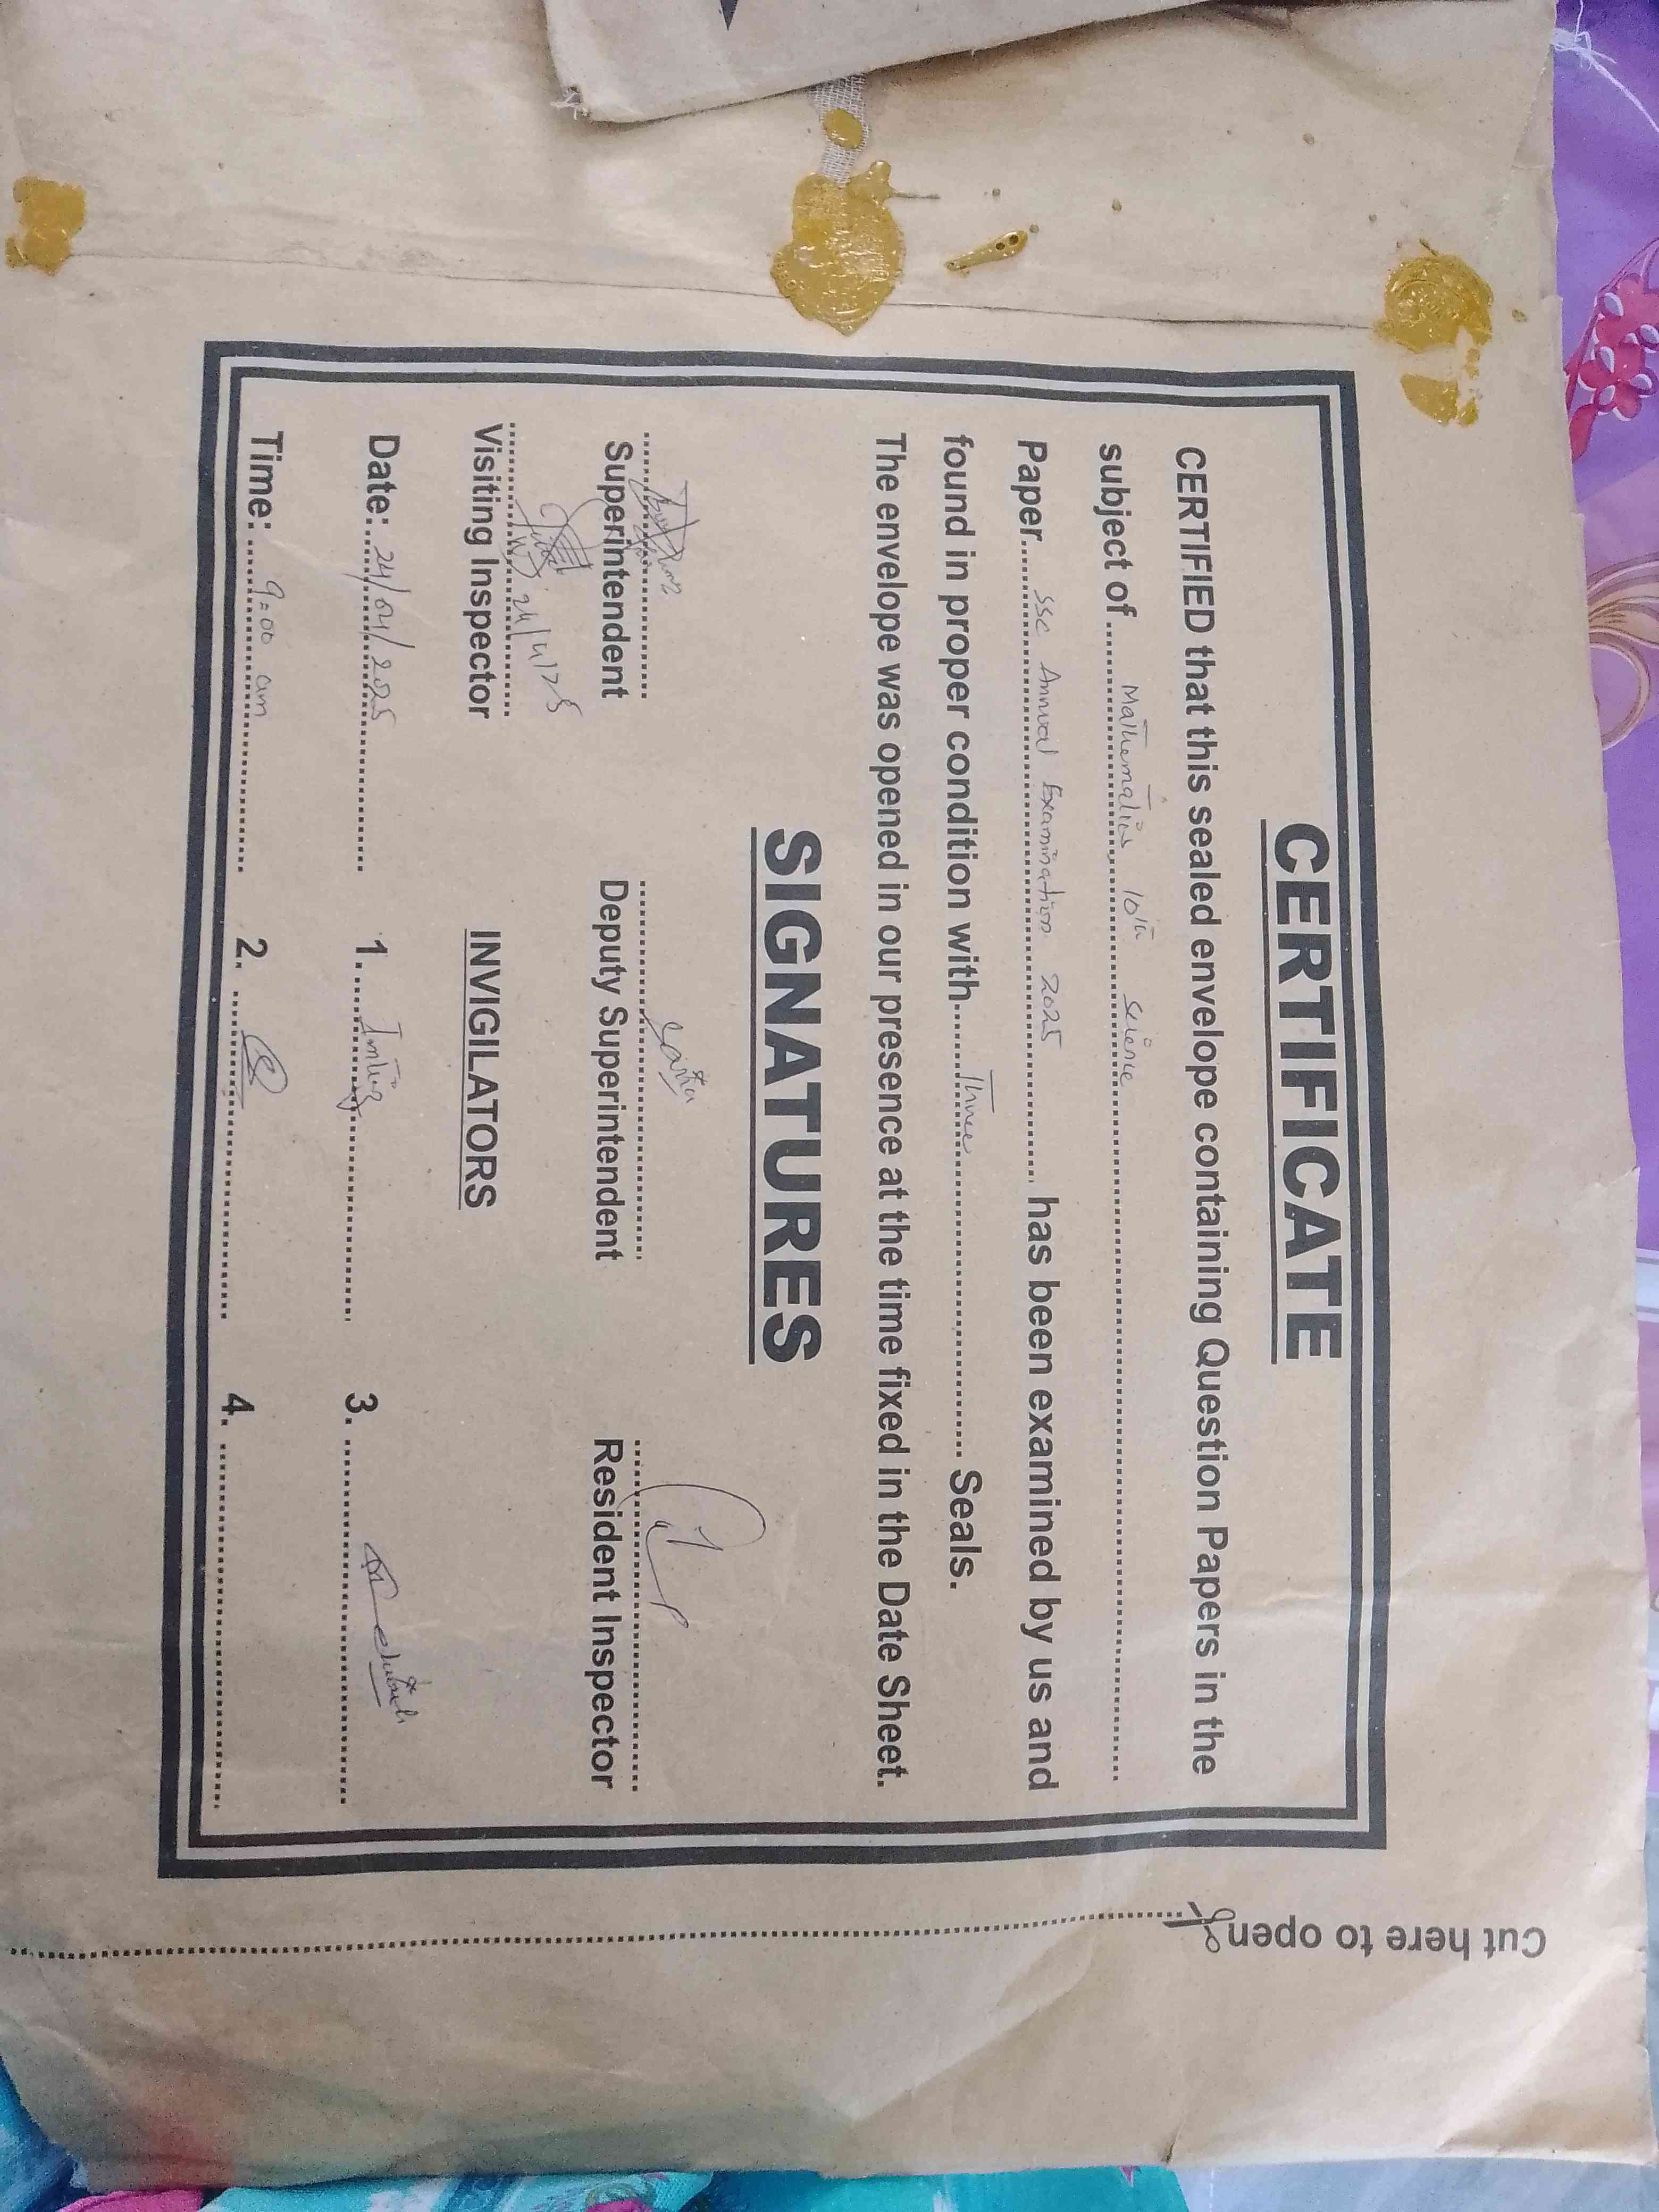 CERTIFICATE
CERTIFIED that this sealed envelope containing Question Papers in the
subject of.....Mathematics 10th Science.....
Paper.....SSC Annual Examination 2025..... has been examined by us and
found in proper condition with.....Three..... Seals.
The envelope was opened in our presence at the time fixed in the Date Sheet.
SIGNATURES
Superintendent Deputy Superintendent Resident Inspector
24/4/25
Visiting Inspector INVIGILATORS
Date: 24/04/2025 1. Imtiaz 3.
Time: 9:00 am 2. 4.
Cut here to open